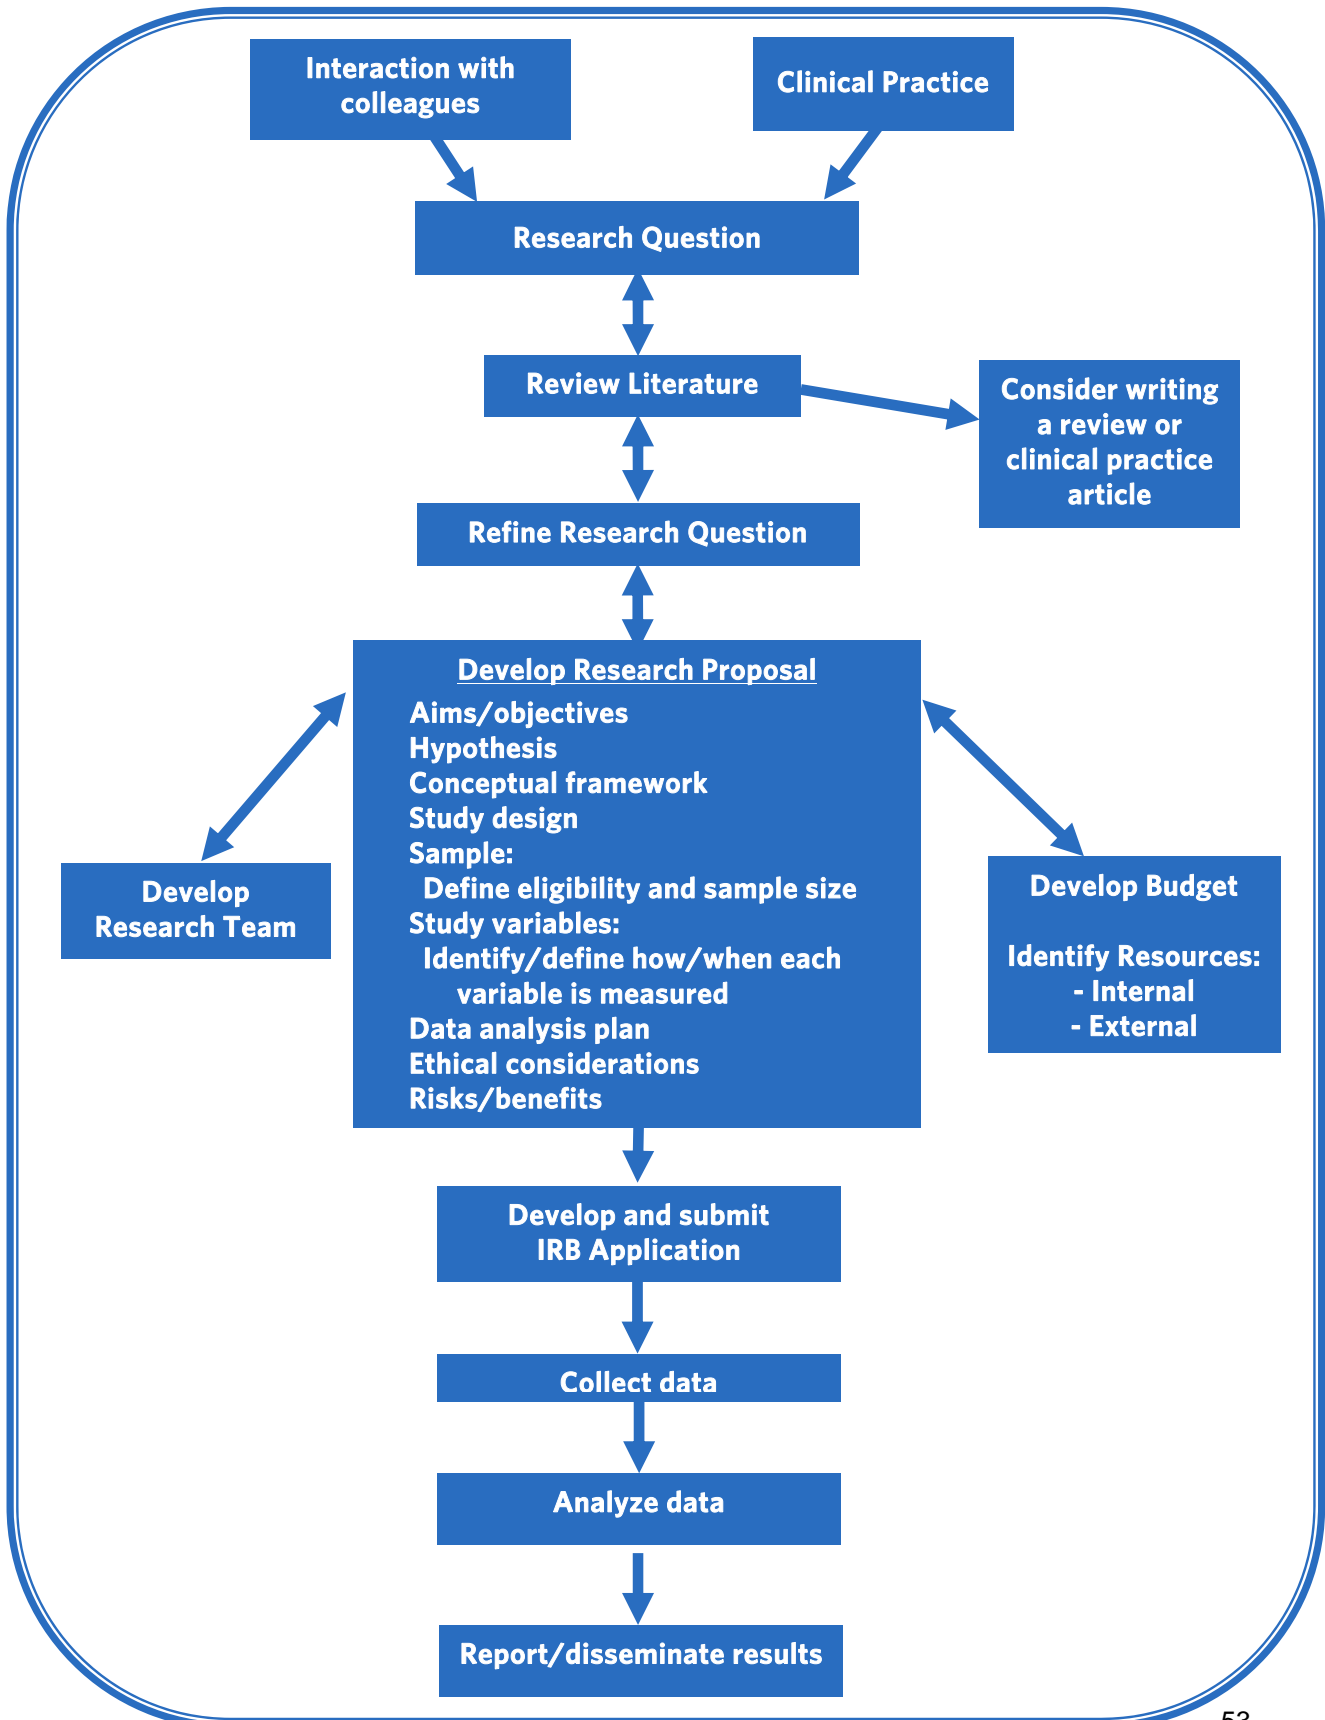 Interaction with
colleagues
Clinical Practice
Research Question
Review Literature
Consider writing
a review or
clinical practice
article
Refine Research Question
Develop Research Proposal
Aims/objectives
Hypothesis
Conceptual framework
Study design
Sample:
Define eligibility and sample size
Study variables:
Identify/define how/when each
variable is measured
Data analysis plan
Ethical considerations
Risks/benefits
Develop
Research Team
Develop Budget
Identify Resources:
- Internal
- External
Develop and submit
IRB Application
Collect data
Analyze data
Report/disseminate results
53